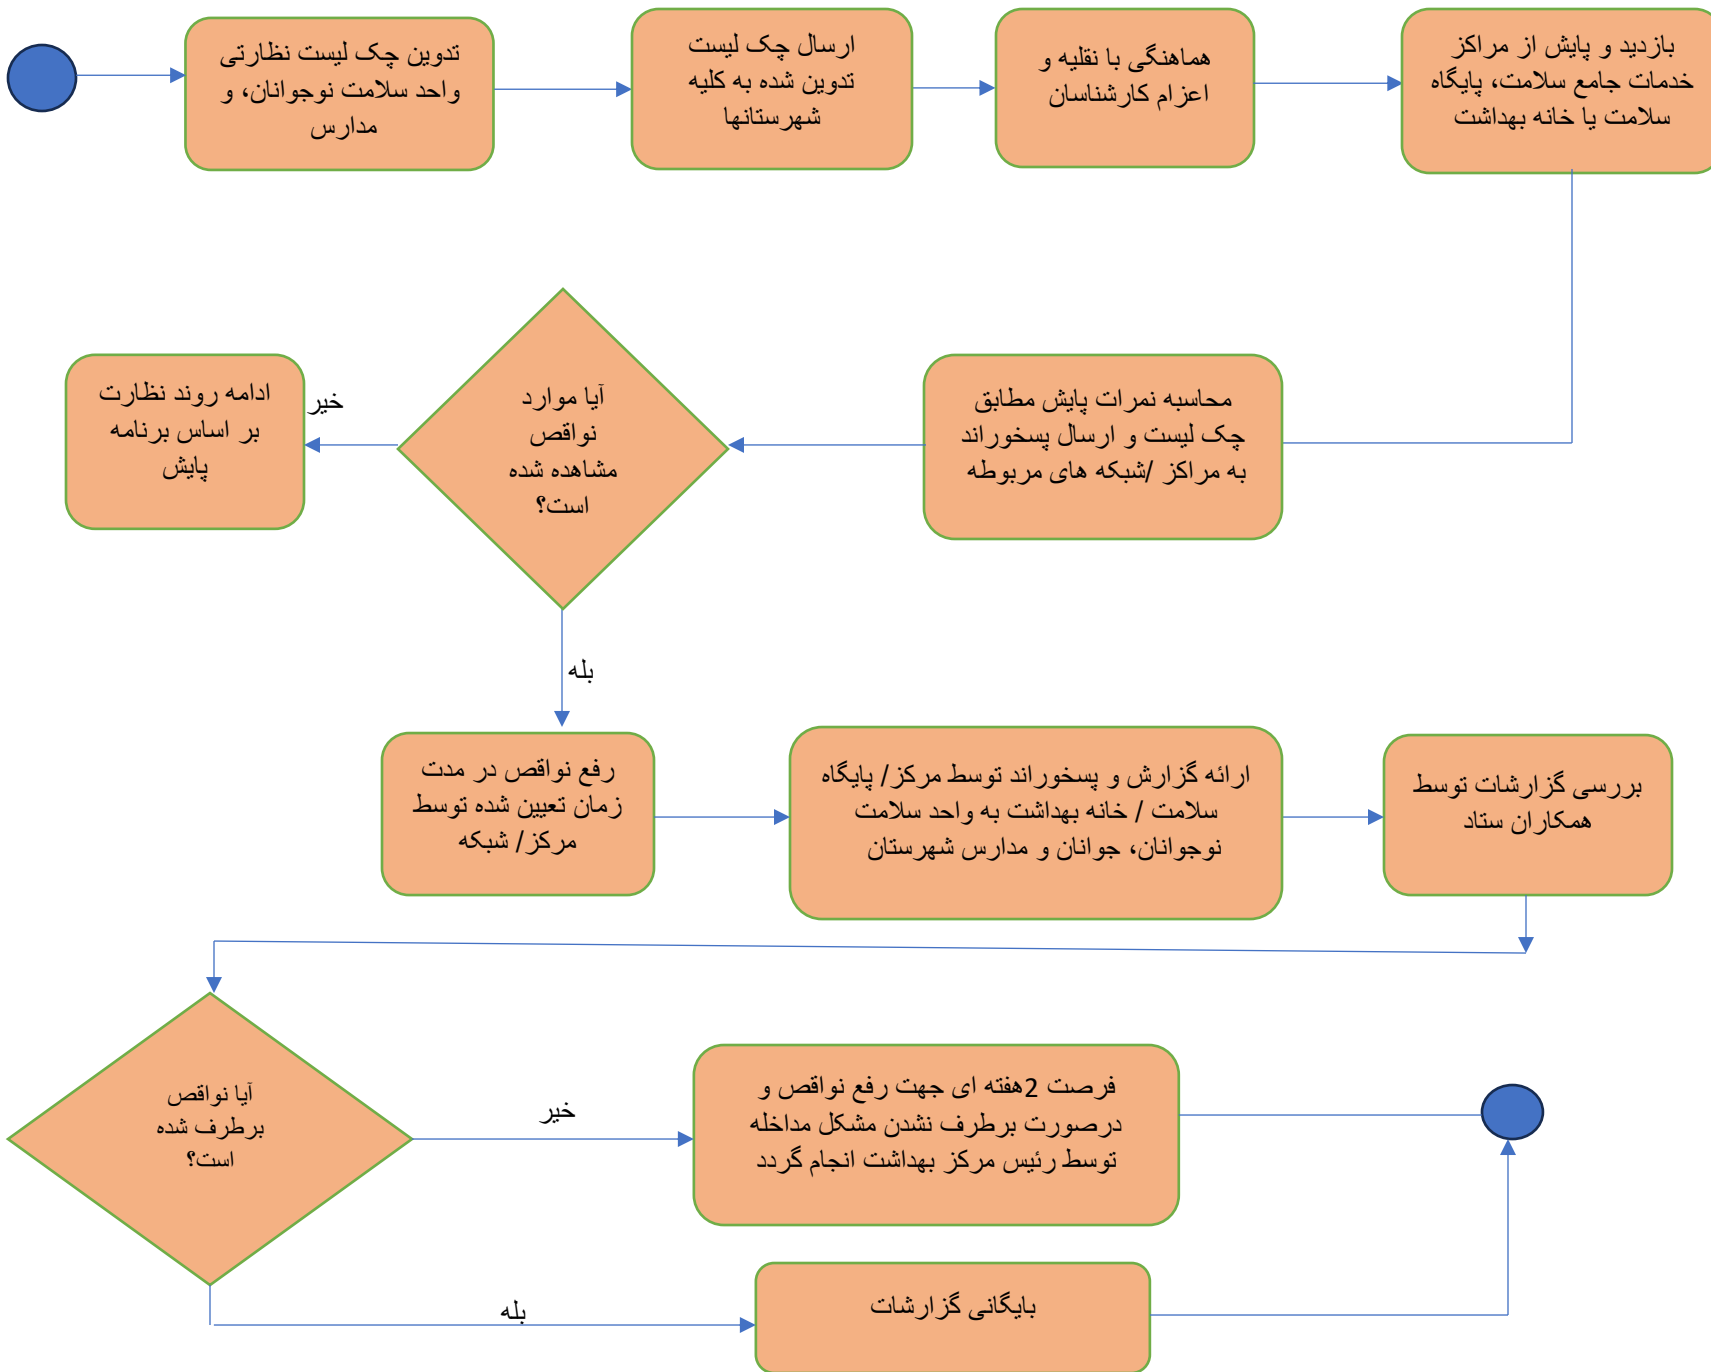 تدوین چک لیست نظارتی
واحد سلامت نوجوانان، و
مدارس
ارسال چک لیست
تدوین شده به کلیه
شهرستانها
هماهنگی با نقلیه و
اعزام کارشناسان
بازدید و پایش از مراکز
خدمات جامع سلامت، پایگاه
سلامت یا خانه بهداشت
محاسبه نمرات پایش مطابق
چک لیست و ارسال پسخوراند
به مراکز /شبکه های مربوطه
آیا موارد
نواقص
مشاهده شده
است؟
خیر
ادامه روند نظارت
بر اساس برنامه
پایش
بله
رفع نواقص در مدت
زمان تعیین شده توسط
مرکز/ شبکه
ارائه گزارش و پسخوراند توسط مرکز/ پایگاه
سلامت / خانه بهداشت به واحد سلامت
نوجوانان، جوانان و مدارس شهرستان
بررسی گزارشات توسط
همکاران ستاد
آیا نواقص
برطرف شده
است؟
خیر
فرصت 2هفته ای جهت رفع نواقص و
درصورت برطرف نشدن مشکل مداخله
توسط رئیس مرکز بهداشت انجام گردد
بله
بایگانی گزارشات